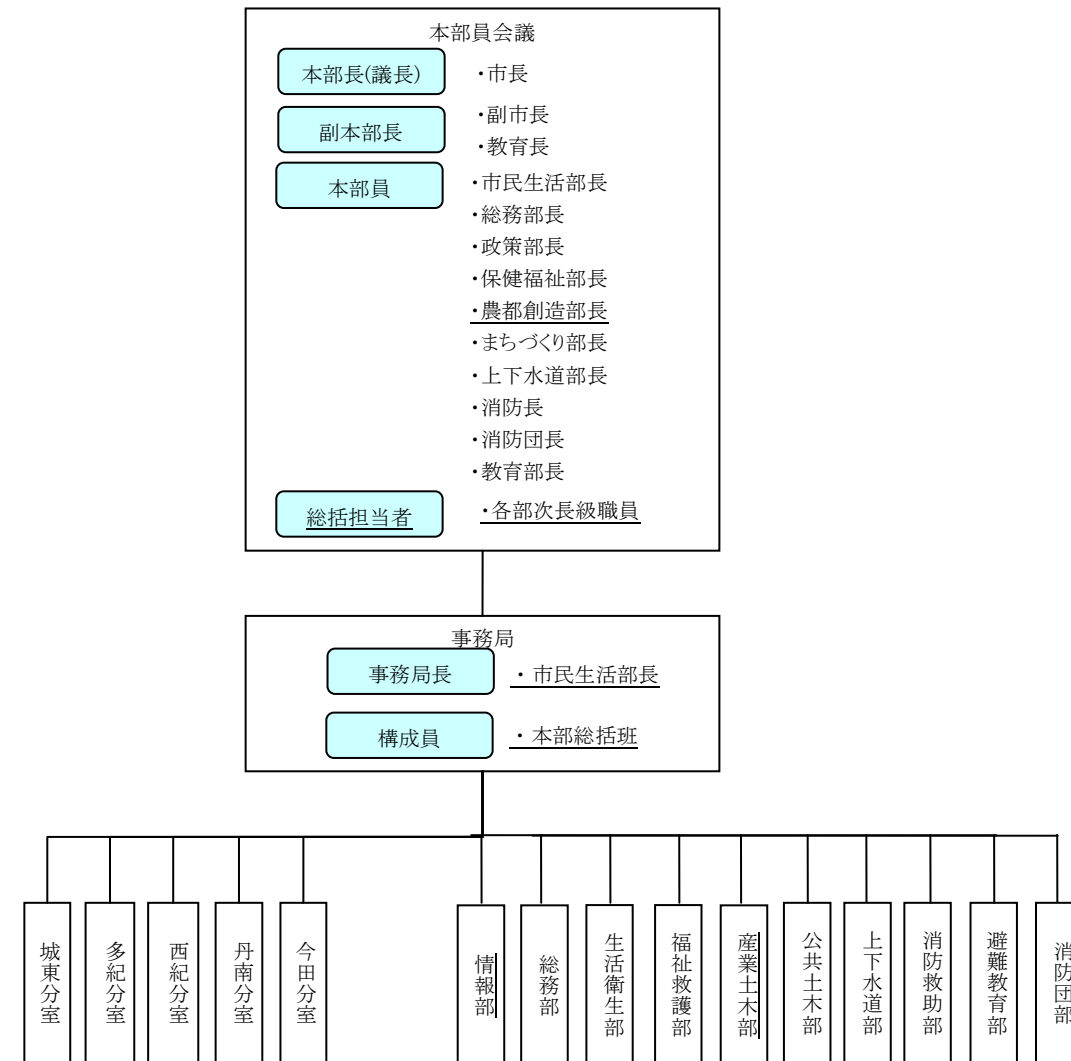 本部員会議
本部長(議長)
・市長
副本部長
・副市長
・教育長
本部員
・市民生活部長
・総務部長
・政策部長
・保健福祉部長
・農都創造部長
・まちづくり部長
・上下水道部長
・消防長
・消防団長
・教育部長
総括担当者
・各部次長級職員
事務局
事務局長
・市民生活部長
構成員
・本部総括班
城東分室
多紀分室
西紀分室
丹南分室
今田分室
情報部
総務部
生活衛生部
福祉救護部
産業土木部
公共土木部
上下水道部
消防救助部
避難教育部
消防団部